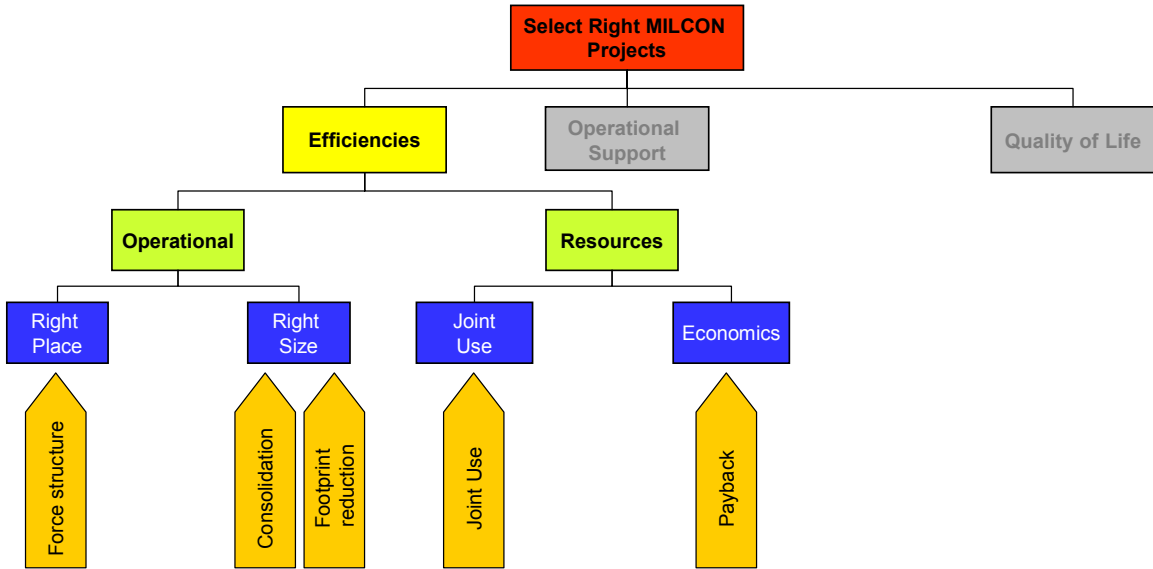 Select Right MILCON
Projects
Efficiencies
Operational
Support
Quality of Life
Operational
Resources
Right
Place
Right
Size
Joint
Use
Economics
Force structure
Consolidation
Footprint
reduction
Joint Use
Payback